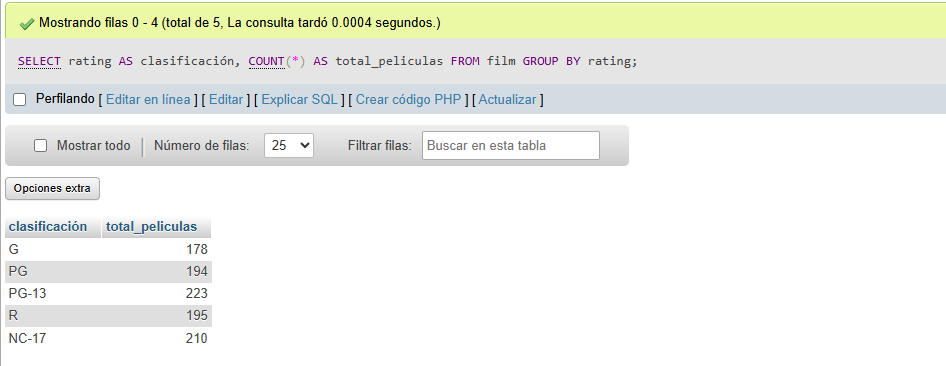 Mostrando filas 0 - 4 (total de 5, La consulta tardó 0.0004 segundos.)
SELECT rating AS clasificación, COUNT(*) AS total_peliculas FROM film GROUP BY rating;
Perfilando [ Editar en línea ] [ Editar ] [ Explicar SQL ] [ Crear código PHP ] [ Actualizar ]
Mostrar todo Número de filas: 25 Filtrar filas: Buscar en esta tabla
Opciones extra
clasificación total_peliculas
G 178
PG 194
PG-13 223
R 195
NC-17 210